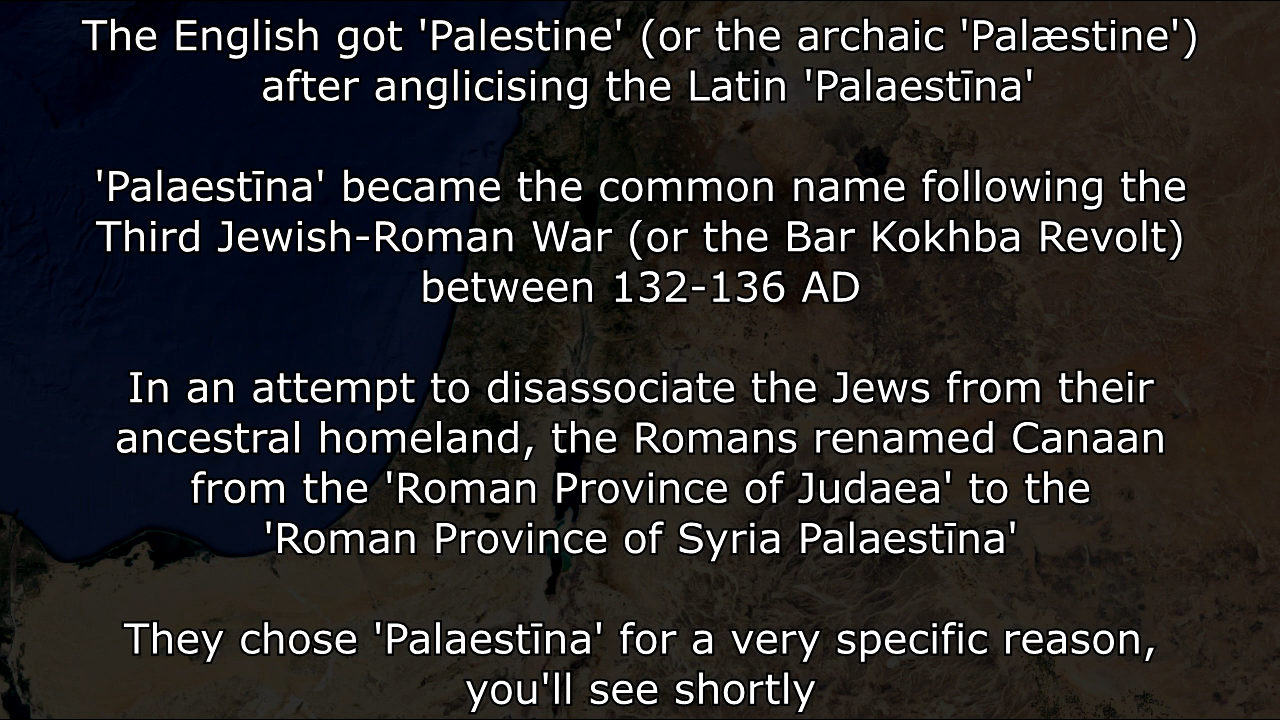 The English got 'Palestine' (or the archaic 'Palæstine')
after anglicising the Latin 'Palaestīna'
'Palaestīna' became the common name following the
Third Jewish-Roman War (or the Bar Kokhba Revolt)
between 132-136 AD
In an attempt to disassociate the Jews from their
ancestral homeland, the Romans renamed Canaan
from the 'Roman Province of Judaea' to the
'Roman Province of Syria Palaestīna'
They chose 'Palaestīna' for a very specific reason,
you'll see shortly